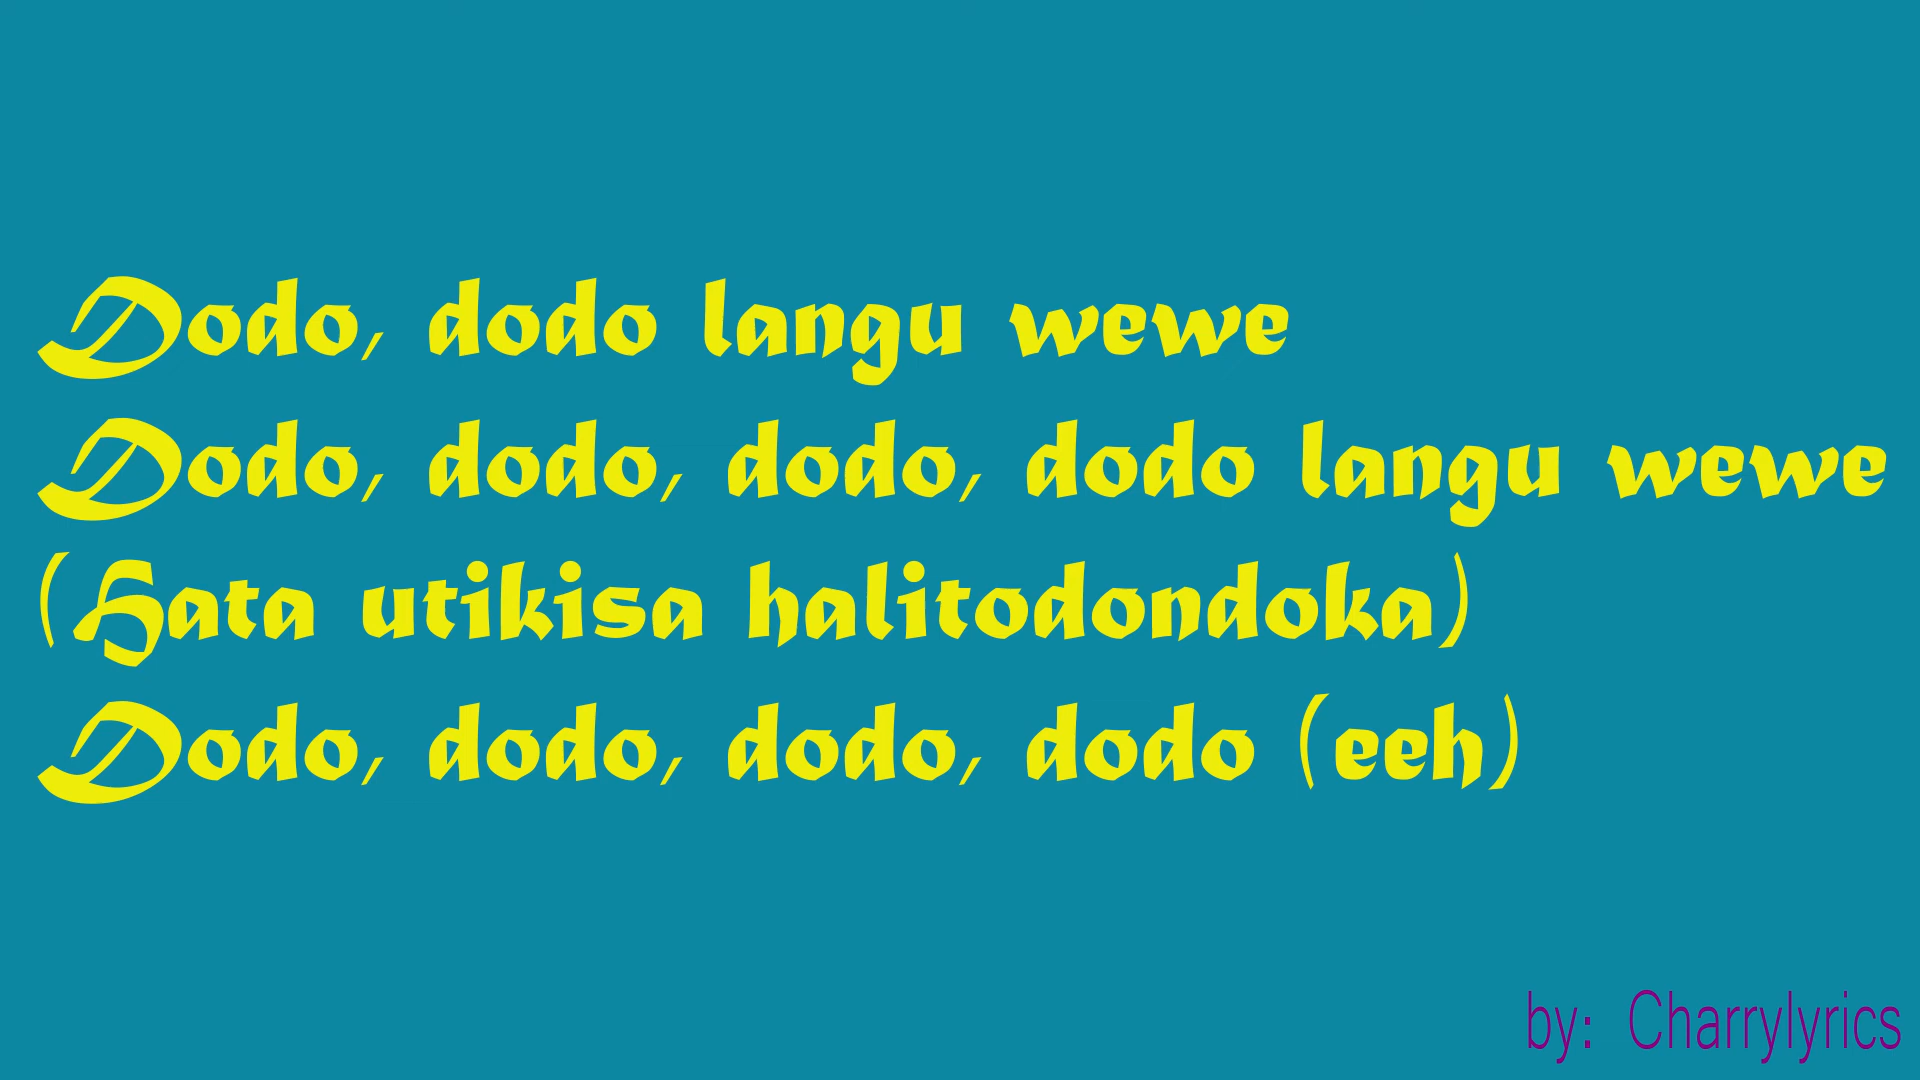 Dodo, dodo langu wewe
Dodo, dodo, dodo, dodo langu wewe
(Hata utikisa halitodondoka)
Dodo, dodo, dodo, dodo (eeh)
by: Charrylyrics